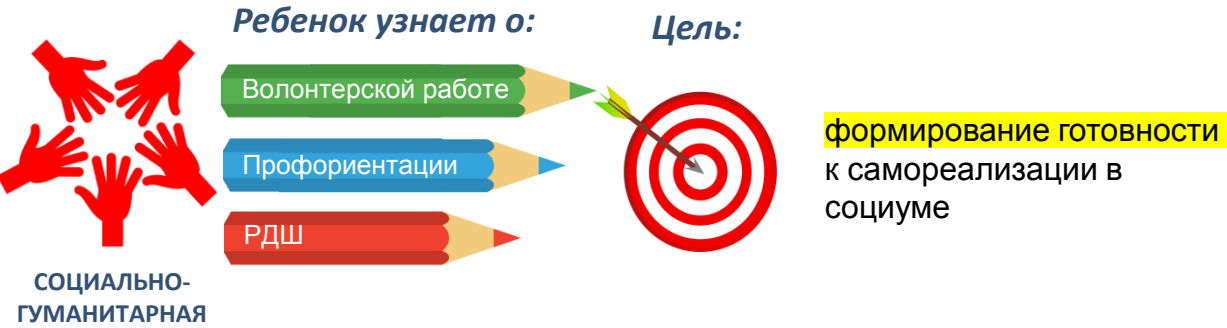 Ребенок узнает о:
Цель:
Волонтерской работе
Профориентации
РДШ
формирование готовности
к самореализации в
социуме
СОЦИАЛЬНО-
ГУМАНИТАРНАЯ